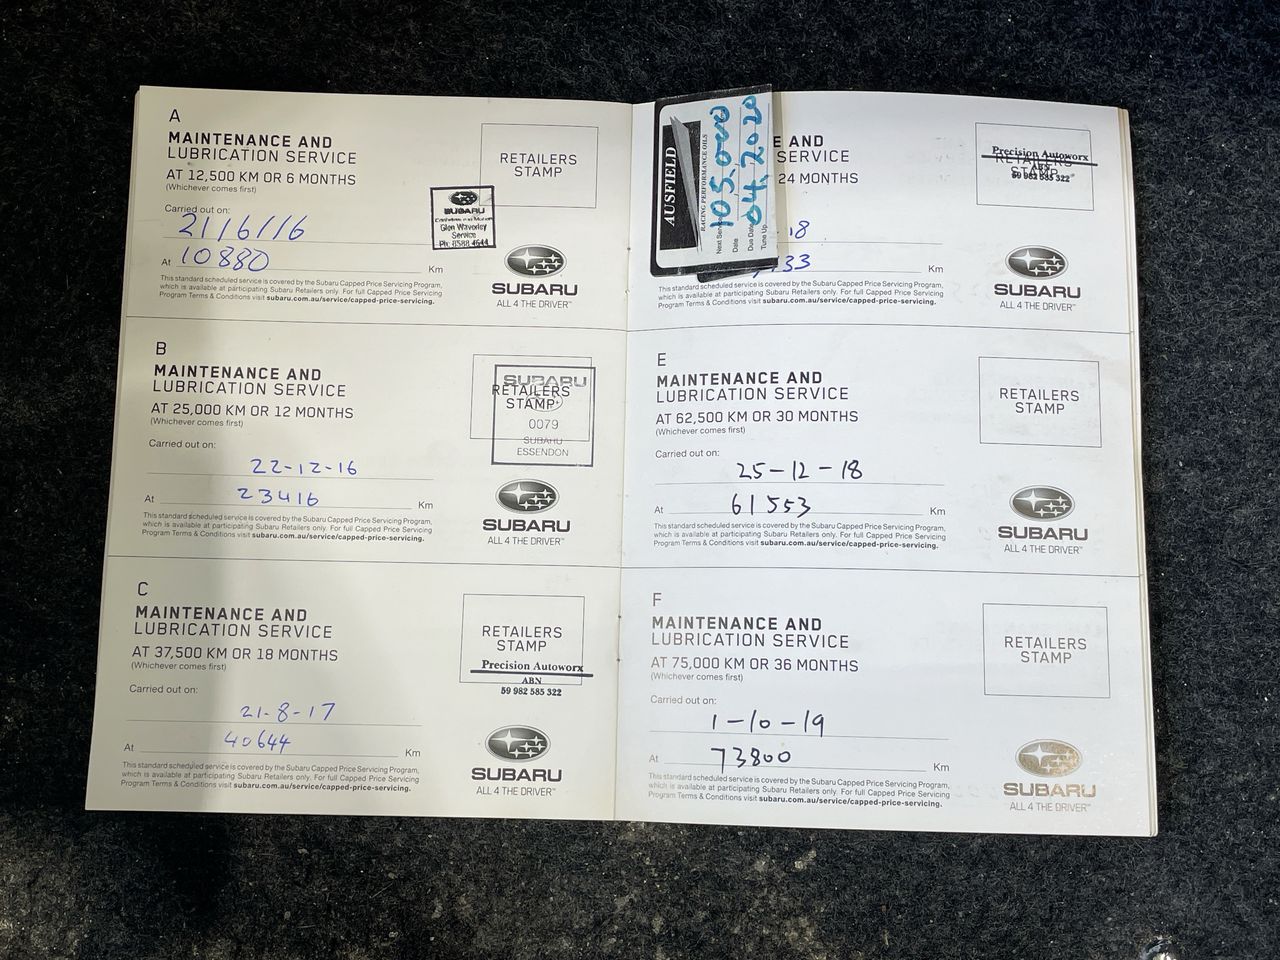 A
MAINTENANCE AND
LUBRICATION SERVICE
AT 12,500 KM OR 6 MONTHS
(Whichever comes first)
RETAILERS
STAMP
Carried out on:
21/6/16
At 10880 Km
SUBARU
Glen Waverley
Service
Ph: 8588 4644
This standard scheduled service is covered by the Subaru Capped Price Servicing Program,
which is available at participating Subaru Retailers only. For full Capped Price Servicing
Program Terms & Conditions visit subaru.com.au/service/capped-price-servicing.
SUBARU
ALL 4 THE DRIVER™
B
MAINTENANCE AND
LUBRICATION SERVICE
AT 25,000 KM OR 12 MONTHS
(Whichever comes first)
RETAILERS
STAMP
SUBARU
0079
SUBARU
ESSENDON
Carried out on:
22-12-16
At 23416 Km
This standard scheduled service is covered by the Subaru Capped Price Servicing Program,
which is available at participating Subaru Retailers only. For full Capped Price Servicing
Program Terms & Conditions visit subaru.com.au/service/capped-price-servicing.
SUBARU
ALL 4 THE DRIVER™
C
MAINTENANCE AND
LUBRICATION SERVICE
AT 37,500 KM OR 18 MONTHS
(Whichever comes first)
RETAILERS
STAMP
Precision Autoworx
ABN
59 982 585 322
Carried out on:
21-8-17
At 40644 Km
This standard scheduled service is covered by the Subaru Capped Price Servicing Program,
which is available at participating Subaru Retailers only. For full Capped Price Servicing
Program Terms & Conditions visit subaru.com.au/service/capped-price-servicing.
SUBARU
ALL 4 THE DRIVER™
AUSFIELD
RACING PERFORMANCE OILS
Next Service 105,000
Date
Due Date 04,2020
Tune Up
E AND
SERVICE
24 MONTHS
RETAILERS
STAMP
Precision Autoworx
ABN
59 982 585 322
18
33 Km
This standard scheduled service is covered by the Subaru Capped Price Servicing Program,
which is available at participating Subaru Retailers only. For full Capped Price Servicing
Program Terms & Conditions visit subaru.com.au/service/capped-price-servicing.
SUBARU
ALL 4 THE DRIVER™
E
MAINTENANCE AND
LUBRICATION SERVICE
AT 62,500 KM OR 30 MONTHS
(Whichever comes first)
RETAILERS
STAMP
Carried out on:
25-12-18
At 61553 Km
This standard scheduled service is covered by the Subaru Capped Price Servicing Program,
which is available at participating Subaru Retailers only. For full Capped Price Servicing
Program Terms & Conditions visit subaru.com.au/service/capped-price-servicing.
SUBARU
ALL 4 THE DRIVER™
F
MAINTENANCE AND
LUBRICATION SERVICE
AT 75,000 KM OR 36 MONTHS
(Whichever comes first)
RETAILERS
STAMP
Carried out on:
1-10-19
At 73800 Km
This standard scheduled service is covered by the Subaru Capped Price Servicing Program,
which is available at participating Subaru Retailers only. For full Capped Price Servicing
Program Terms & Conditions visit subaru.com.au/service/capped-price-servicing.
SUBARU
ALL 4 THE DRIVER™